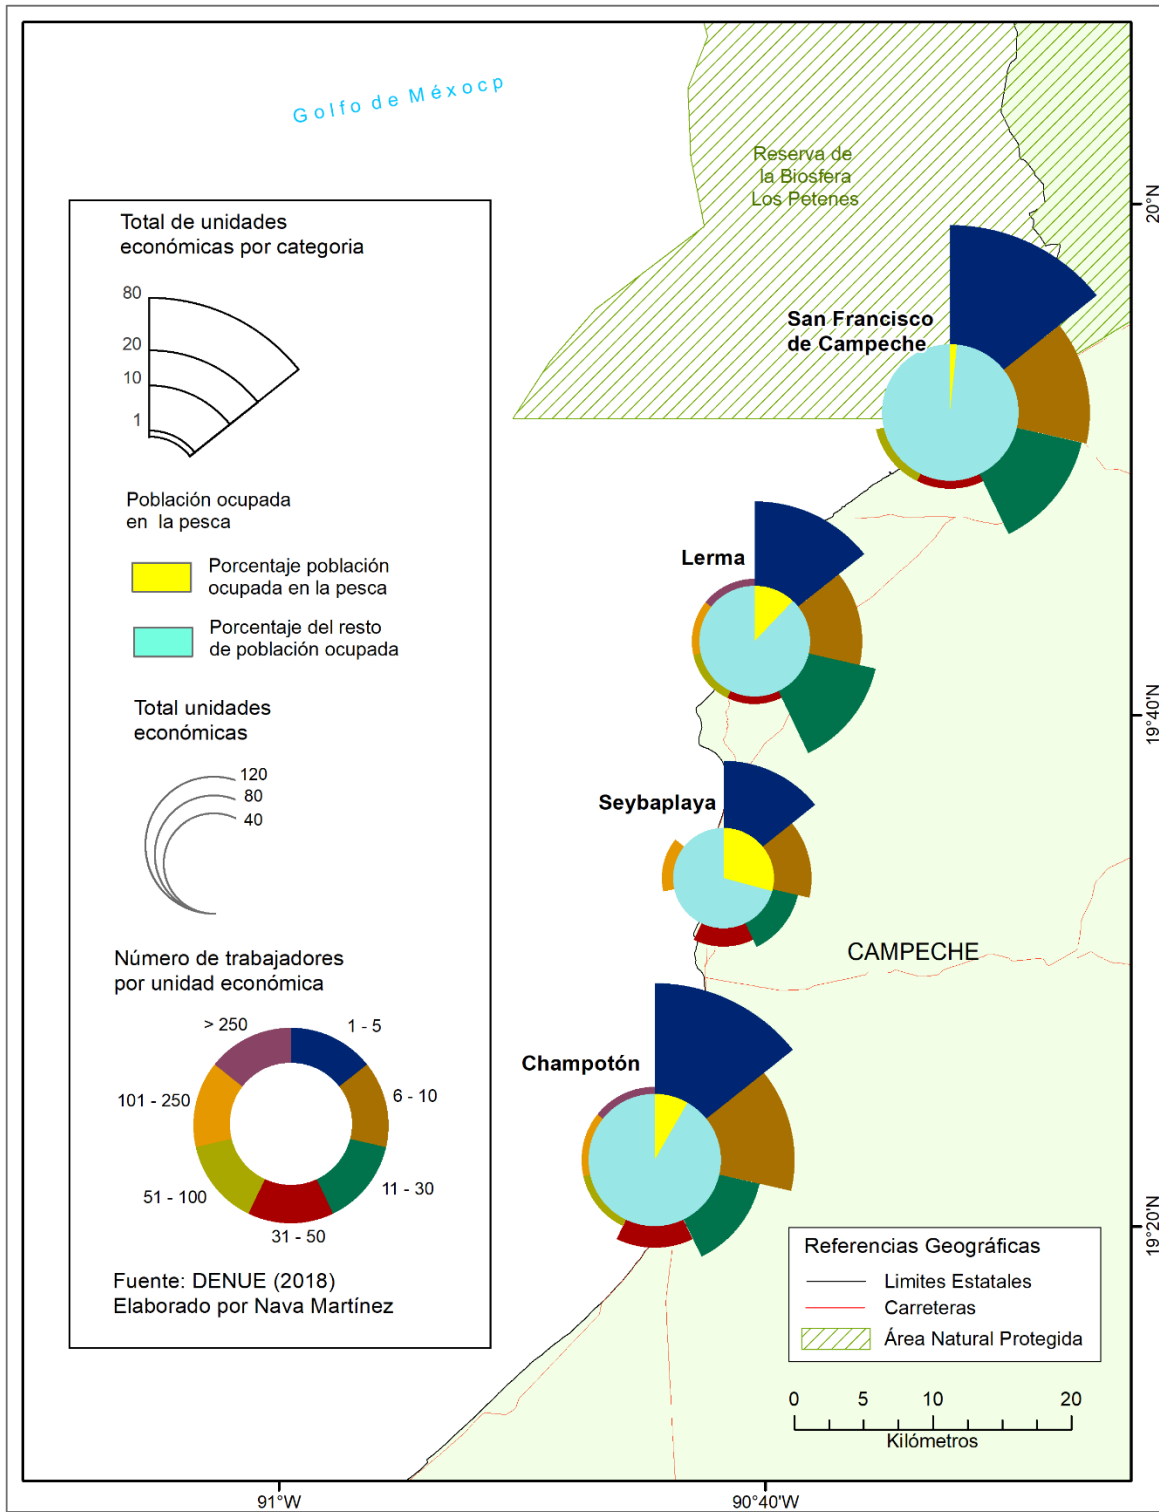 Golfo de Méxocp
Reserva de
la Biosfera
Los Petenes
20°
San Francisco
de Campeche
Lerma
19°40'N
Seybaplaya
CAMPECHE
Champotón
19°20'N
Total de unidades
económicas por categoria
80
20
10
1
Población ocupada
en la pesca
Porcentaje población
ocupada en la pesca
Porcentaje del resto
de población ocupada
Total unidades
económicas
120
80
40
Número de trabajadores
por unidad económica
> 250
1 - 5
101 - 250
6 - 10
51 - 100
11 - 30
31 - 50
Fuente: DENUE (2018)
Elaborado por Nava Martínez
Referencias Geográficas
Limites Estatales
Carreteras
Área Natural Protegida
0 5 10 20
Kilómetros
91°W
90°40'W